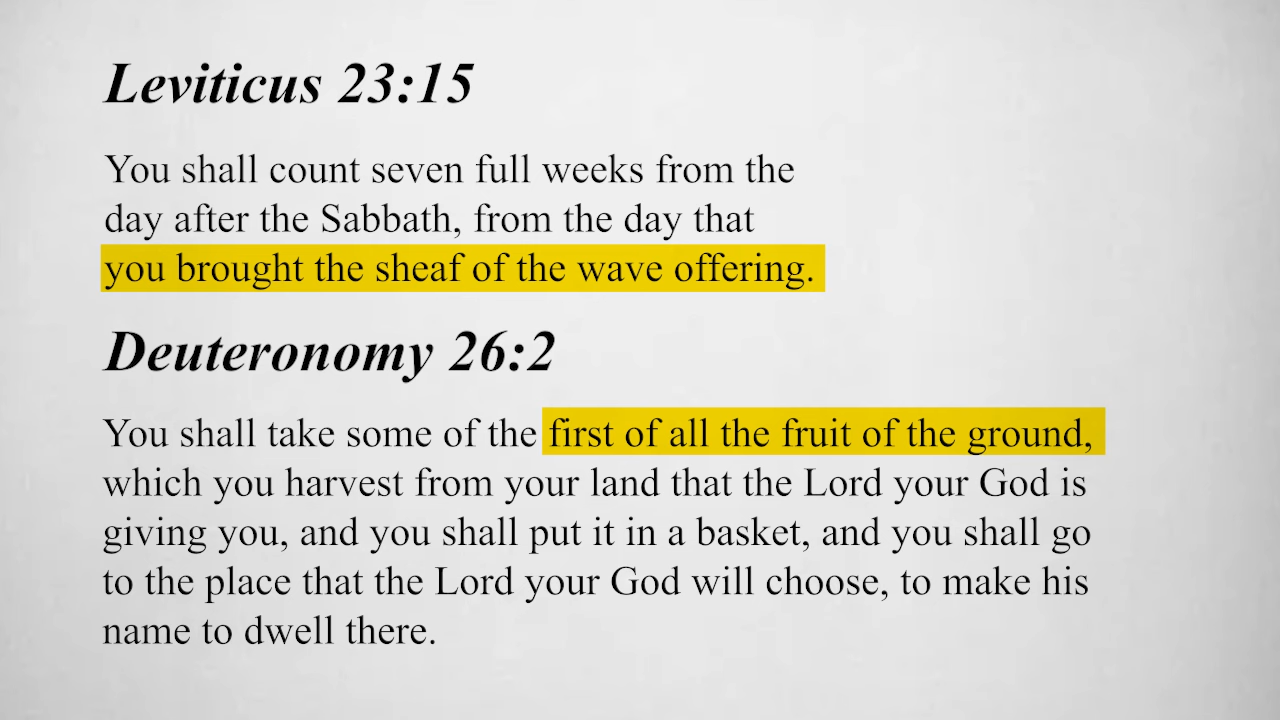 Leviticus 23:15
You shall count seven full weeks from the
day after the Sabbath, from the day that
you brought the sheaf of the wave offering.
Deuteronomy 26:2
You shall take some of the first of all the fruit of the ground,
which you harvest from your land that the Lord your God is
giving you, and you shall put it in a basket, and you shall go
to the place that the Lord your God will choose, to make his
name to dwell there.